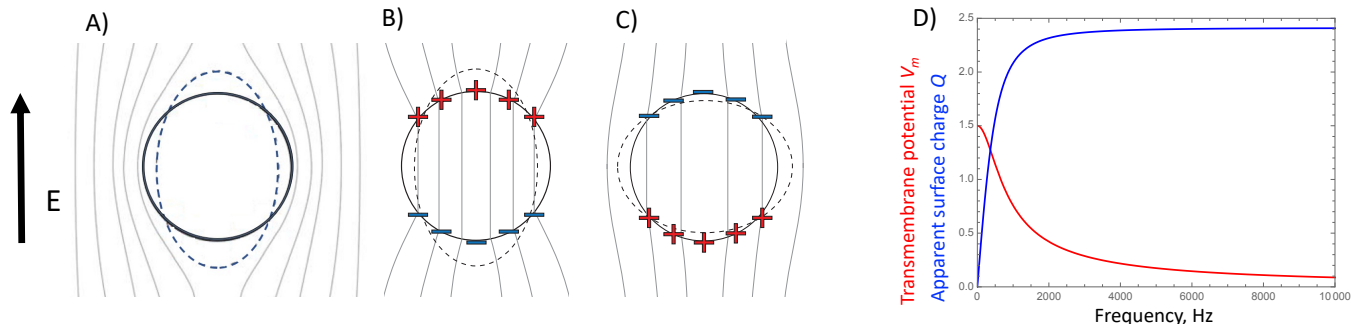 A)
B)
C)
D)
E
Transmembrane potential Vm
Apparent surface charge Q
2.5
2.0
1.5
1.0
0.5
0.0
0
2000
4000
6000
8000
10 000
Frequency, Hz